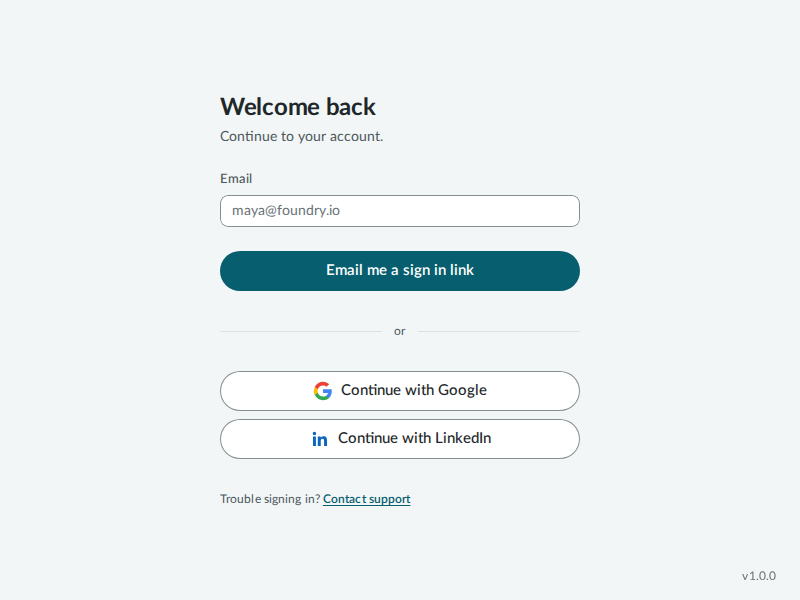 Welcome back
Continue to your account.
Email
maya@foundry.io
Email me a sign in link
or
Continue with Google
Continue with LinkedIn
Trouble signing in? Contact support
v1.0.0